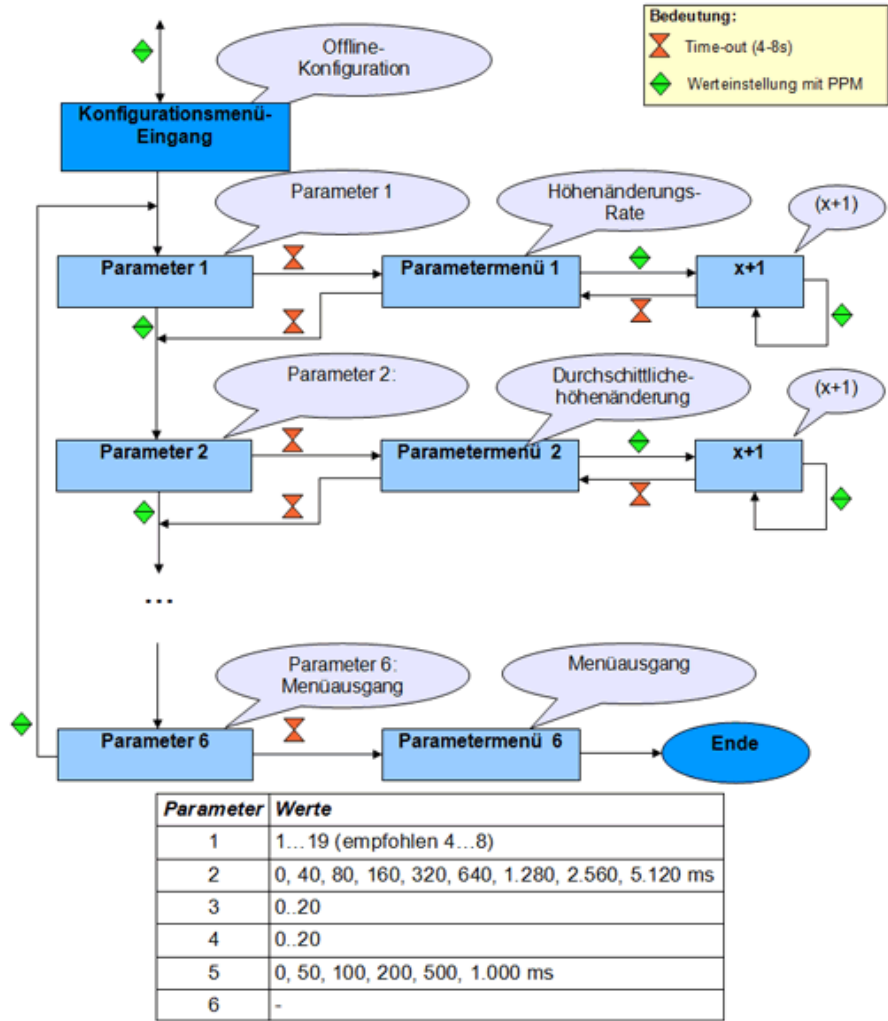 Bedeutung:
Time-out (4-8s)
Werteinstellung mit PPM
Offline-
Konfiguration
Konfigurationsmenü-
Eingang
Parameter 1
Höhenänderungs-
Rate
(x+1)
Parameter 1
Parametermenü 1
x+1
Parameter 2:
Durchschittliche-
höhenänderung
(x+1)
Parameter 2
Parametermenü 2
x+1
...
Parameter 6:
Menüausgang
Menüausgang
Parameter 6
Parametermenü 6
Ende
Parameter Werte
1 1...19 (empfohlen 4...8)
2 0, 40, 80, 160, 320, 640, 1.280, 2.560, 5.120 ms
3 0..20
4 0..20
5 0, 50, 100, 200, 500, 1.000 ms
6 -